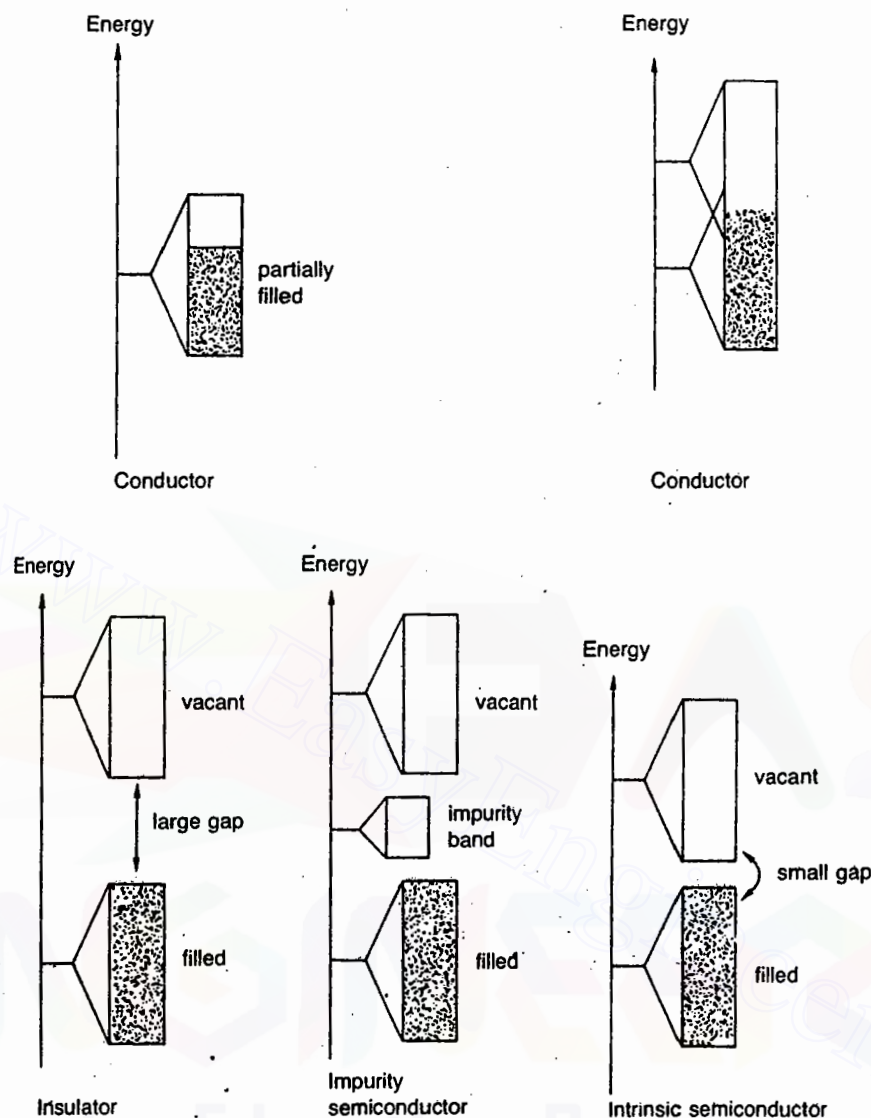 Energy
Energy
partially
filled
Conductor
Conductor
Energy
Energy
Energy
vacant
large gap
filled
vacant
impurity
band
filled
vacant
small gap
filled
Insulator
Impurity
semiconductor
Intrinsic semiconductor